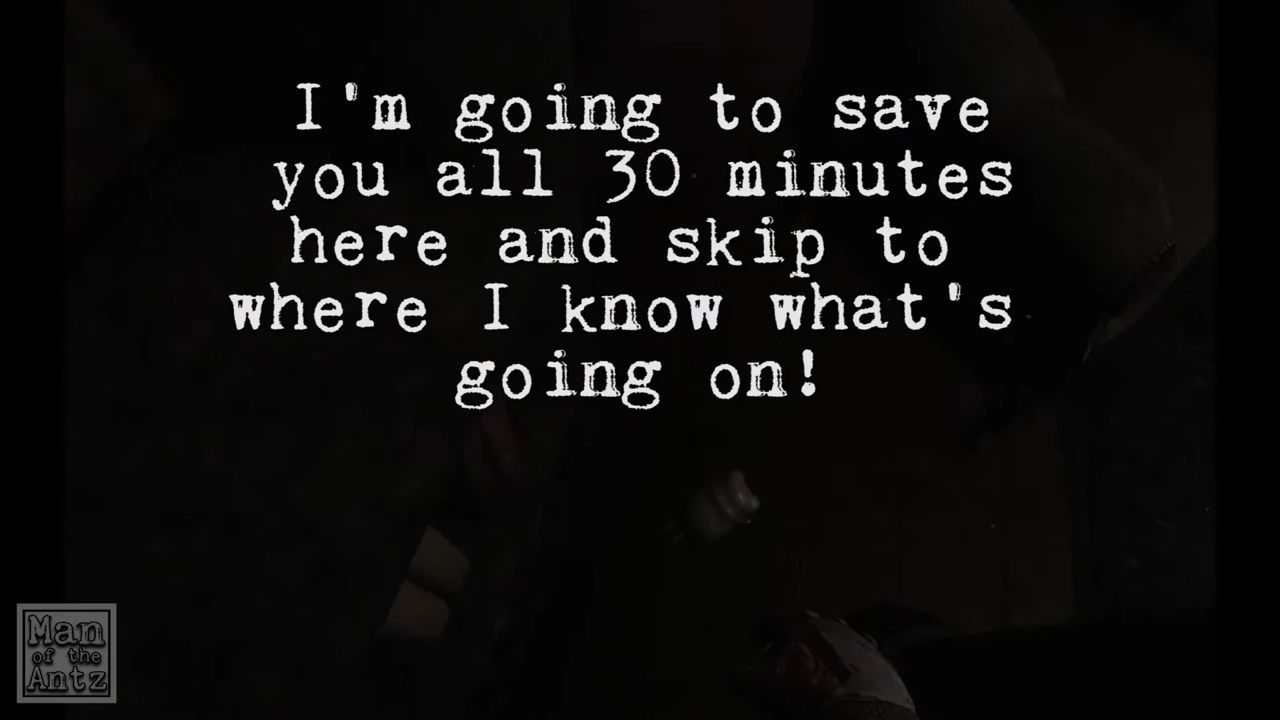 I'm going to save
you all 30 minutes
here and skip to
where I know what's
going on!
Man
of the
Antz